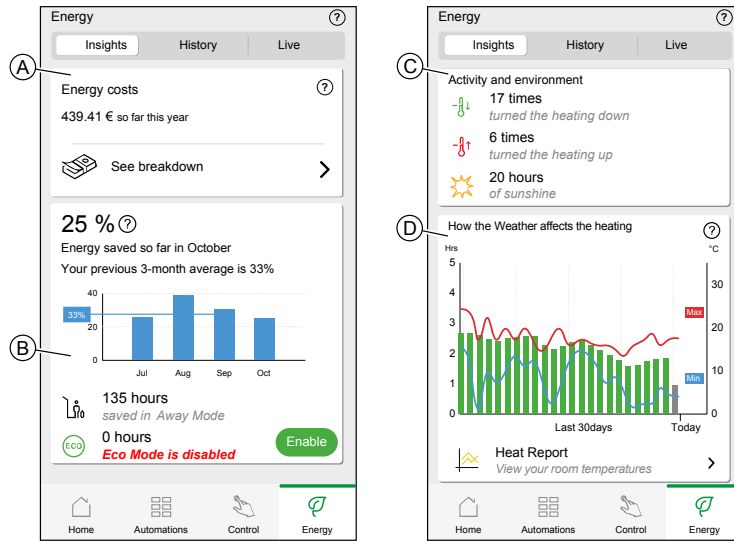 Energy
?
Insights History Live
A
Energy costs
?
439.41 € so far this year
See breakdown
25 % ?
Energy saved so far in October
Your previous 3-month average is 33%
40
33%
20
0
Jul Aug Sep Oct
B
135 hours
saved in Away Mode
ECO
0 hours
Eco Mode is disabled
Enable
Home Automations Control Energy
Energy
?
Insights History Live
C
Activity and environment
17 times
turned the heating down
6 times
turned the heating up
20 hours
of sunshine
D
How the Weather affects the heating
?
Hrs °C
5
4
3
2
1
0
30
20
10
0
Max
Min
Last 30days Today
Heat Report
View your room temperatures
Home Automations Control Energy